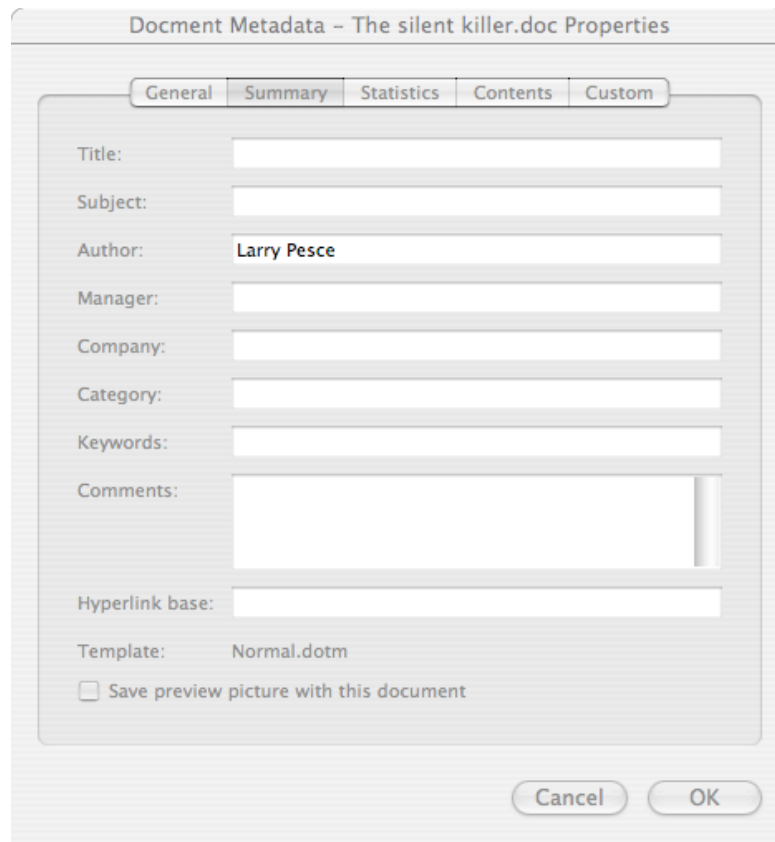 Docment Metadata – The silent killer.doc Properties
General Summary Statistics Contents Custom
Title:
Subject:
Author: Larry Pesce
Manager:
Company:
Category:
Keywords:
Comments:
Hyperlink base:
Template: Normal.dotm
Save preview picture with this document
Cancel OK